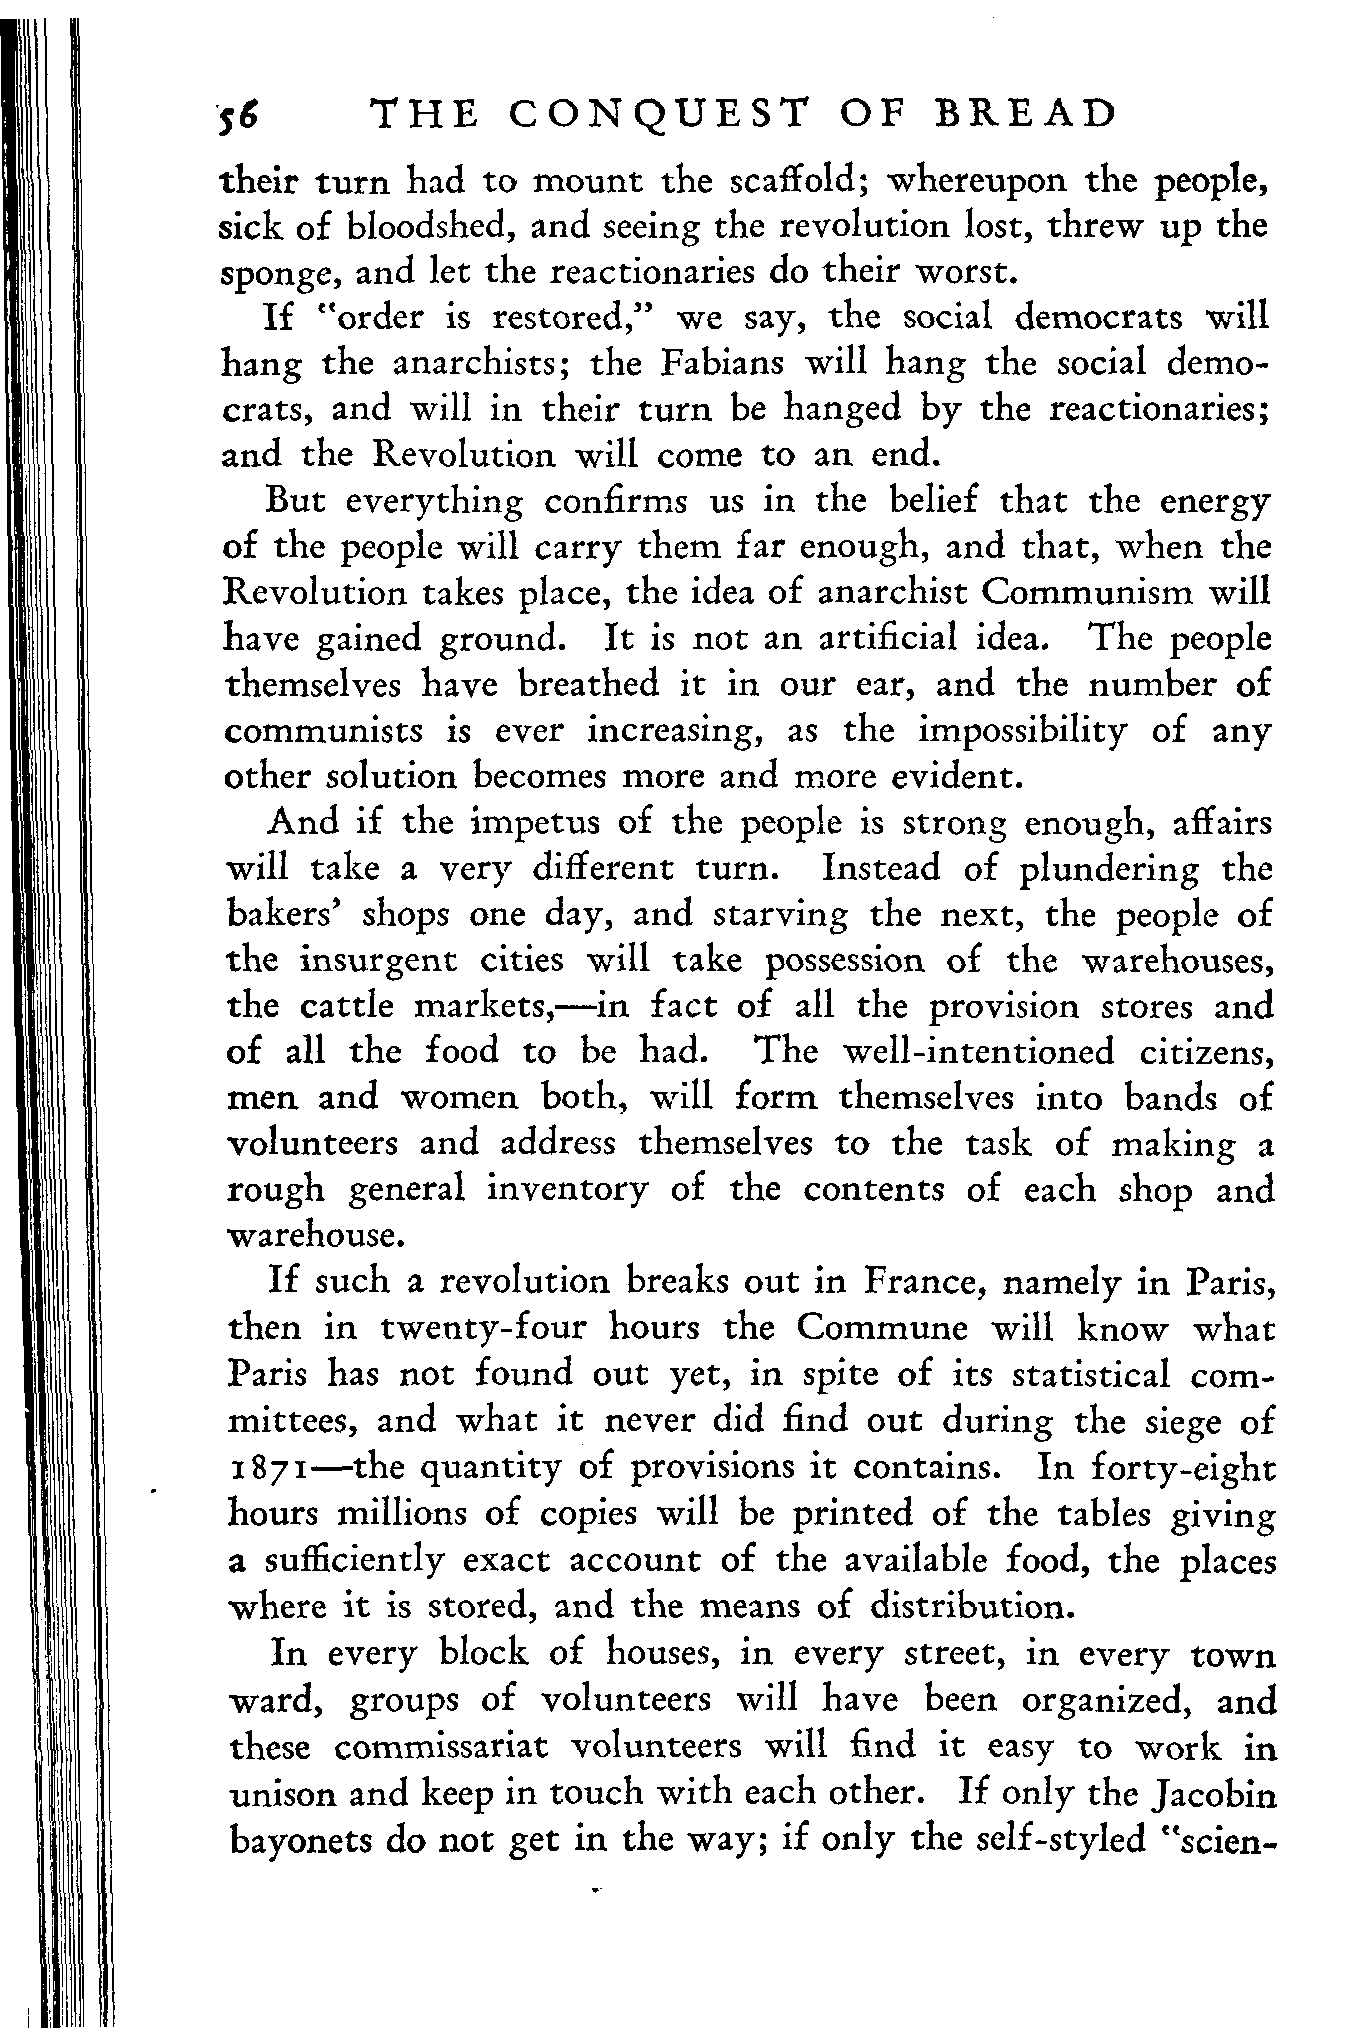 56 THE CONQUEST OF BREAD
their turn had to mount the scaffold; whereupon the people,
sick of bloodshed, and seeing the revolution lost, threw up the
sponge, and let the reactionaries do their worst.
If "order is restored," we say, the social democrats will
hang the anarchists; the Fabians will hang the social demo-
crats, and will in their turn be hanged by the reactionaries;
and the Revolution will come to an end.
But everything confirms us in the belief that the energy
of the people will carry them far enough, and that, when the
Revolution takes place, the idea of anarchist Communism will
have gained ground. It is not an artificial idea. The people
themselves have breathed it in our ear, and the number of
communists is ever increasing, as the impossibility of any
other solution becomes more and more evident.
And if the impetus of the people is strong enough, affairs
will take a very different turn. Instead of plundering the
bakers' shops one day, and starving the next, the people of
the insurgent cities will take possession of the warehouses,
the cattle markets,—in fact of all the provision stores and
of all the food to be had. The well-intentioned citizens,
men and women both, will form themselves into bands of
volunteers and address themselves to the task of making a
rough general inventory of the contents of each shop and
warehouse.
If such a revolution breaks out in France, namely in Paris,
then in twenty-four hours the Commune will know what
Paris has not found out yet, in spite of its statistical com-
mittees, and what it never did find out during the siege of
1871—the quantity of provisions it contains. In forty-eight
hours millions of copies will be printed of the tables giving
a sufficiently exact account of the available food, the places
where it is stored, and the means of distribution.
In every block of houses, in every street, in every town
ward, groups of volunteers will have been organized, and
these commissariat volunteers will find it easy to work in
unison and keep in touch with each other. If only the Jacobin
bayonets do not get in the way; if only the self-styled "scien-